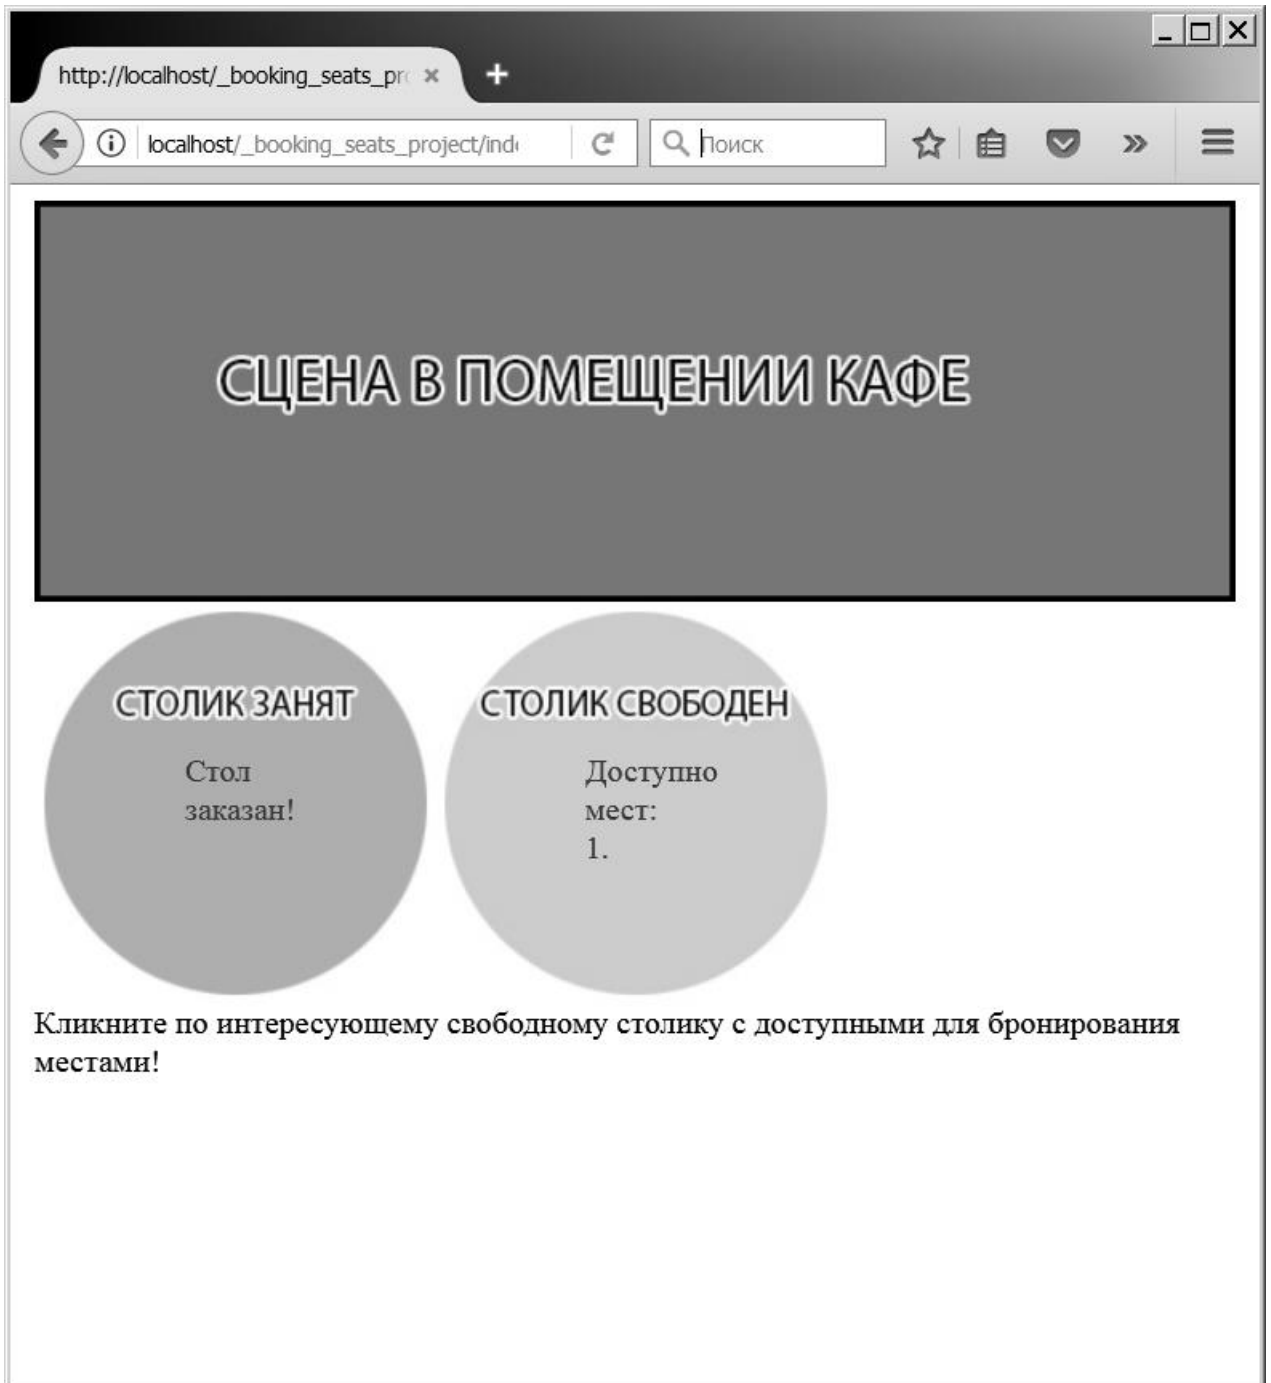 http://localhost/_booking_seats_pr
localhost/_booking_seats_project/ind
Поиск
СЦЕНА В ПОМЕЩЕНИИ КАФЕ
СТОЛИК ЗАНЯТ
Стол
заказан!
СТОЛИК СВОБОДЕН
Доступно
мест:
1.
Кликните по интересующему свободному столику с доступными для бронирования
местами!